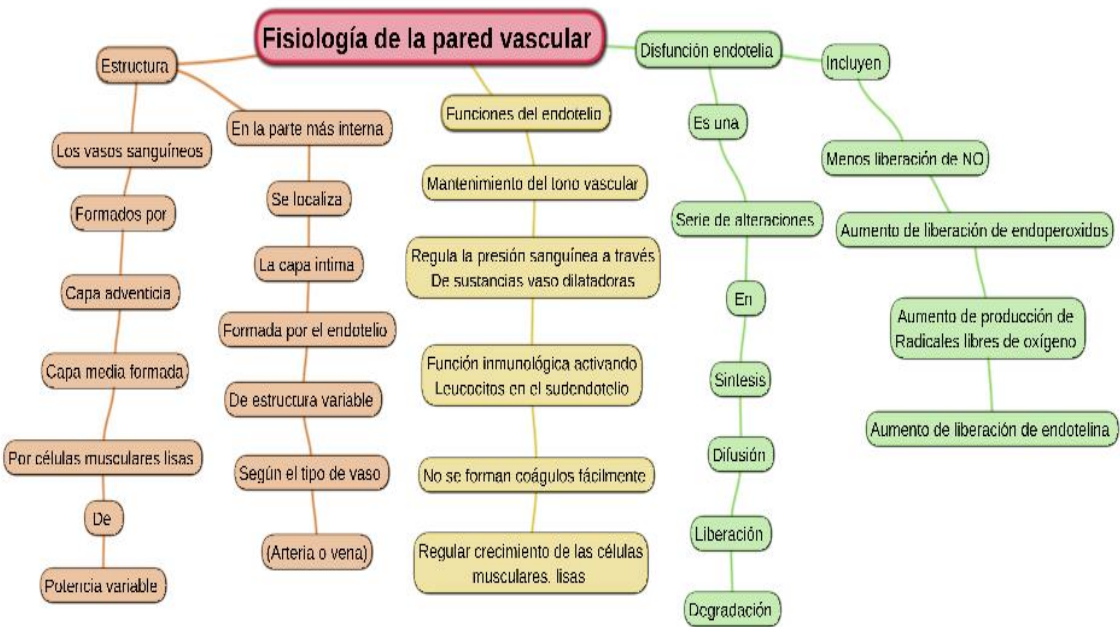 Fisiología de la pared vascular
Estructura
Los vasos sanguíneos
Formados por
Capa adventicia
Capa media formada
Por células musculares lisas
De
Potencia variable
En la parte más interna
Se localiza
La capa intima
Formada por el endotelio
De estructura variable
Según el tipo de vaso
(Arteria o vena)
Funciones del endotelio
Mantenimiento del tono vascular
Regula la presión sanguínea a través
De sustancias vaso dilatadoras
Función inmunológica activando
Leucocitos en el sudendotelio
No se forman coágulos fácilmente
Regular crecimiento de las células
musculares. lisas
Disfunción endotelia
Es una
Serie de alteraciones
En
Sintesis
Difusión
Liberación
Degradación
Incluyen
Menos liberación de NO
Aumento de liberación de endoperoxidos
Aumento de producción de
Radicales libres de oxígeno
Aumento de liberación de endotelina